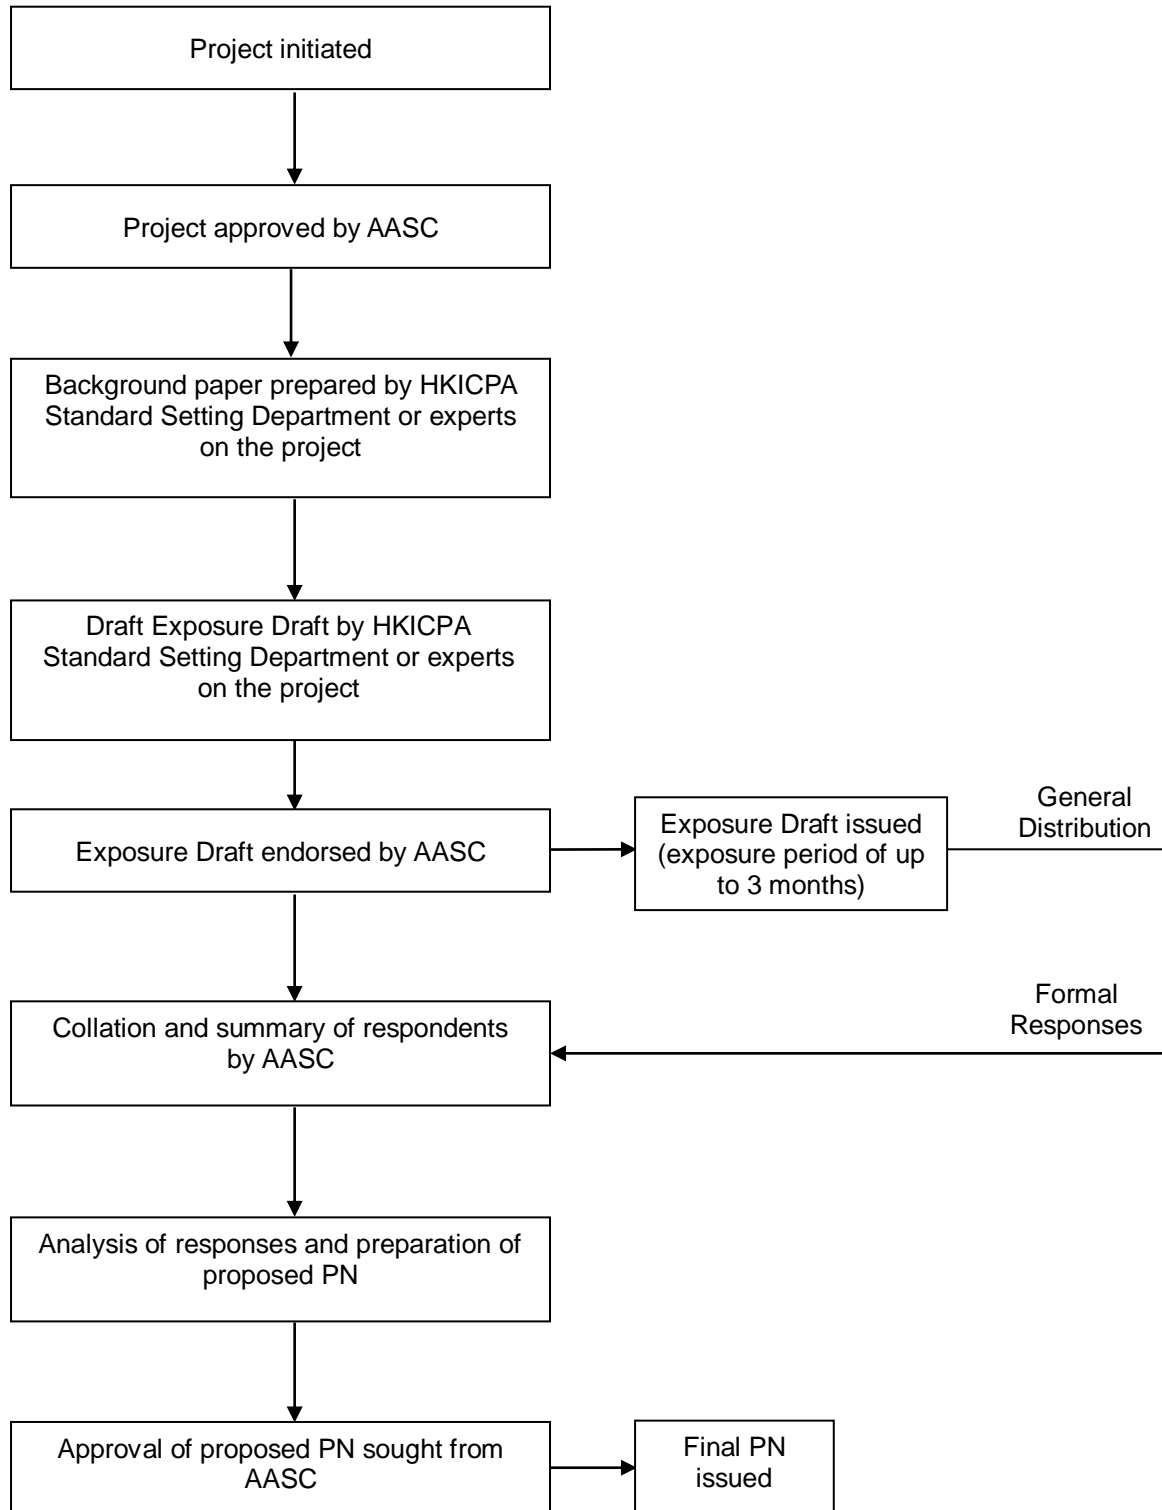 Project initiated
Project approved by AASC
Background paper prepared by HKICPA
Standard Setting Department or experts
on the project
Draft Exposure Draft by HKICPA
Standard Setting Department or experts
on the project
Exposure Draft endorsed by AASC
Exposure Draft issued
(exposure period of up
to 3 months)
General
Distribution
Formal
Responses
Collation and summary of respondents
by AASC
Analysis of responses and preparation of
proposed PN
Approval of proposed PN sought from
AASC
Final PN
issued